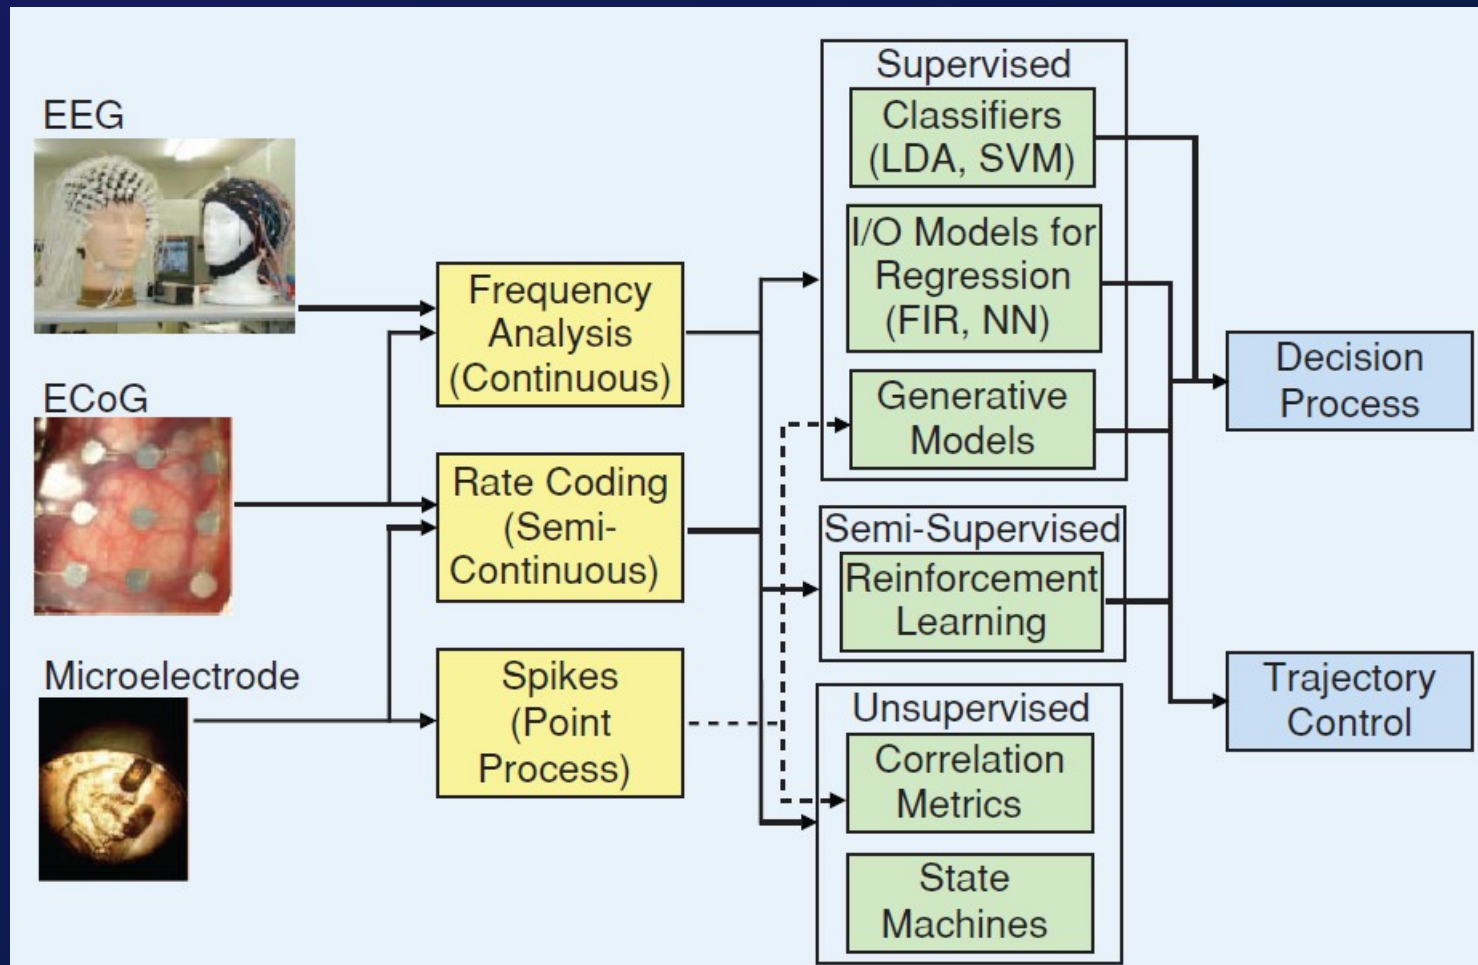 EEG
ECoG
Microelectrode
Frequency
Analysis
(Continuous)
Rate Coding
(Semi-
Continuous)
Spikes
(Point
Process)
Supervised
Classifiers
(LDA, SVM)
I/O Models for
Regression
(FIR, NN)
Generative
Models
Semi-Supervised
Reinforcement
Learning
Unsupervised
Correlation
Metrics
State
Machines
Decision
Process
Trajectory
Control